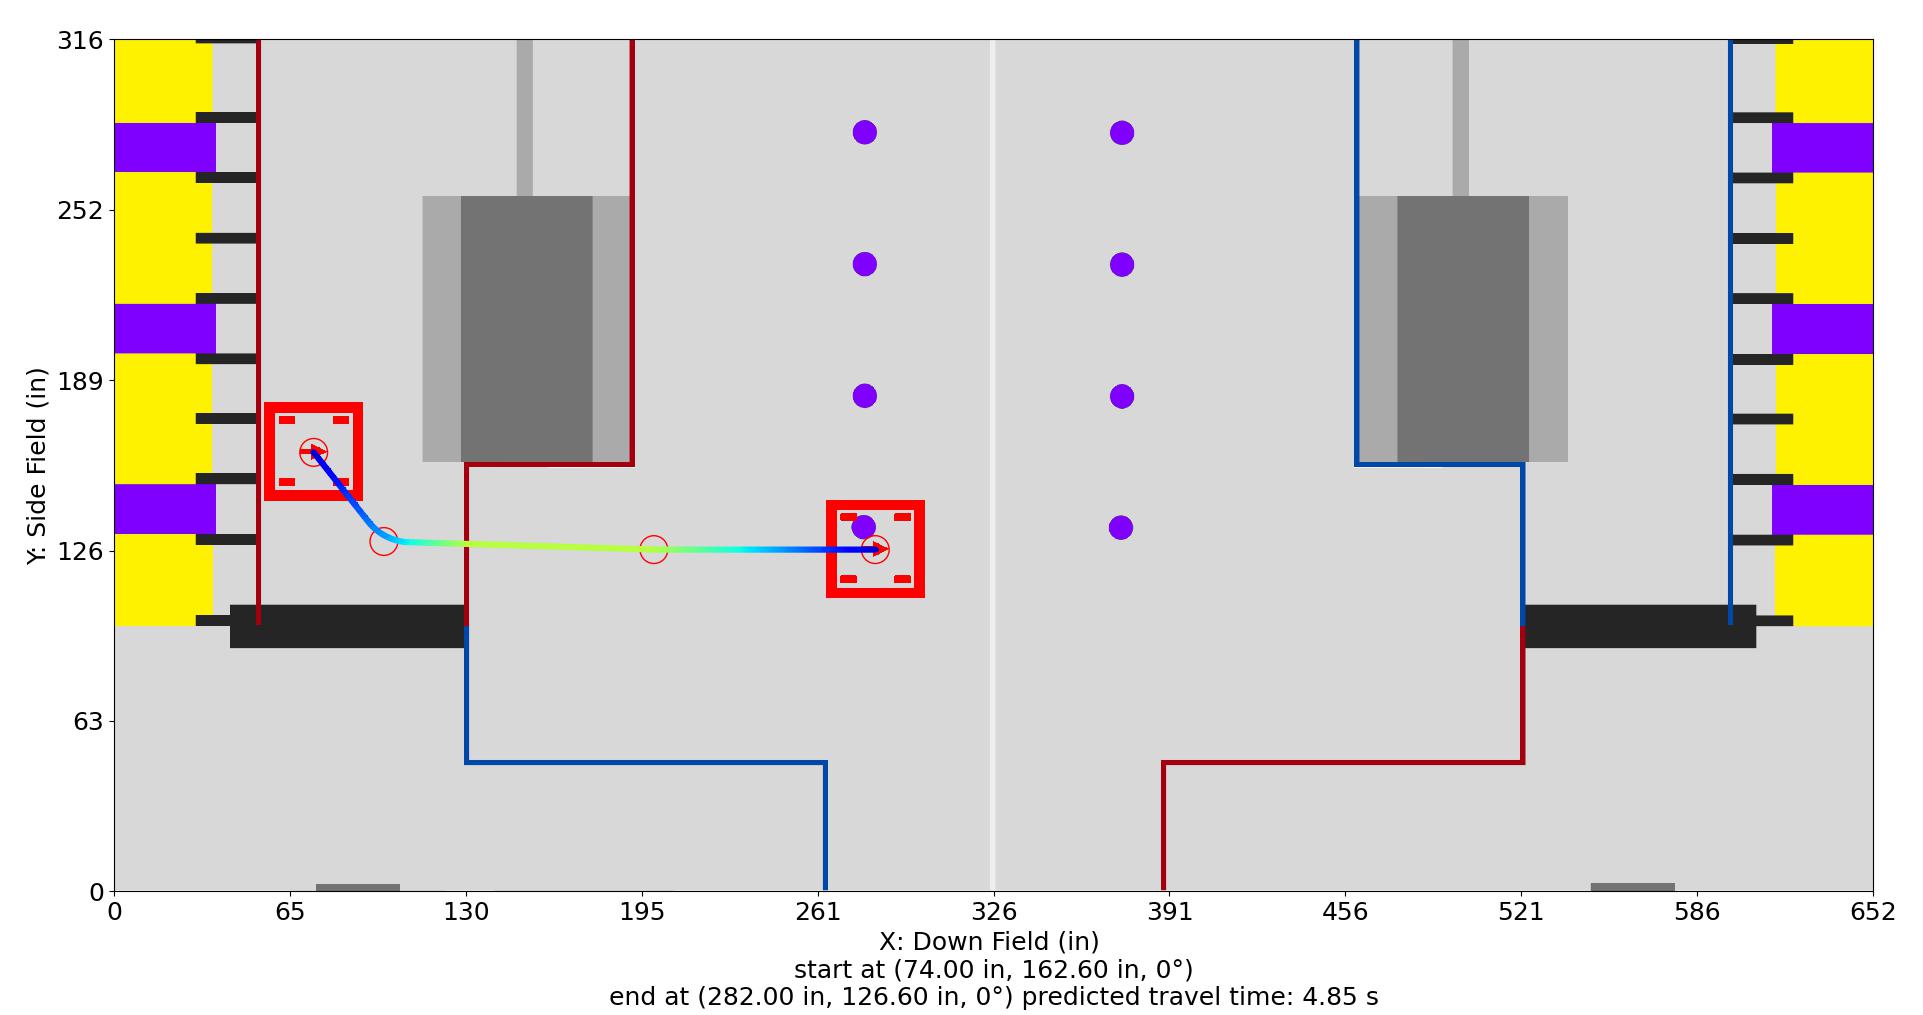 316
252
189
126
63
0
Y: Side Field (in)
0 65 130 195 261 326 391 456 521 586 652
X: Down Field (in)
start at (74.00 in, 162.60 in, 0°)
end at (282.00 in, 126.60 in, 0°) predicted travel time: 4.85 s